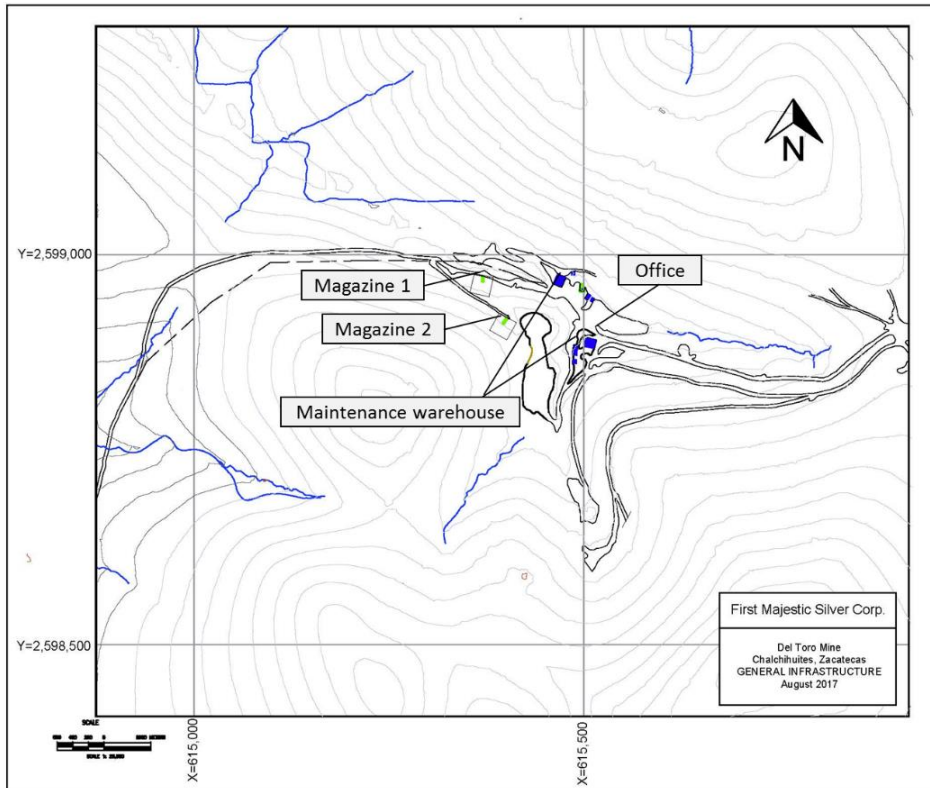 N
Y=2,599,000
Office
Magazine 1
Magazine 2
Maintenance warehouse
First Majestic Silver Corp.
Del Toro Mine
Chalchihuites, Zacatecas
GENERAL INFRASTRUCTURE
August 2017
Y=2,598,500
SCALE
X=615,000
X=615,500